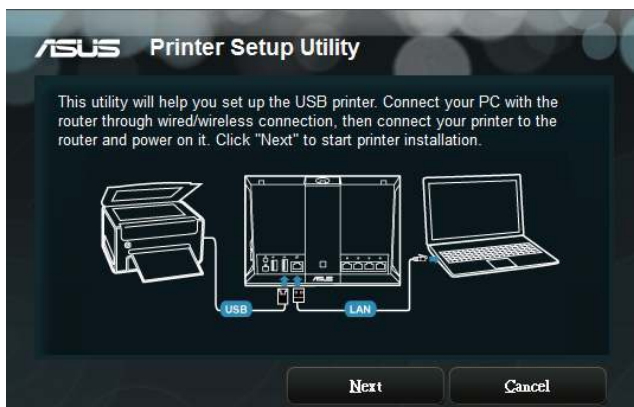 ASUS Printer Setup Utility
This utility will help you set up the USB printer. Connect your PC with the
router through wired/wireless connection, then connect your printer to the
router and power on it. Click "Next" to start printer installation.
ASUS
USB LAN
Next Cancel